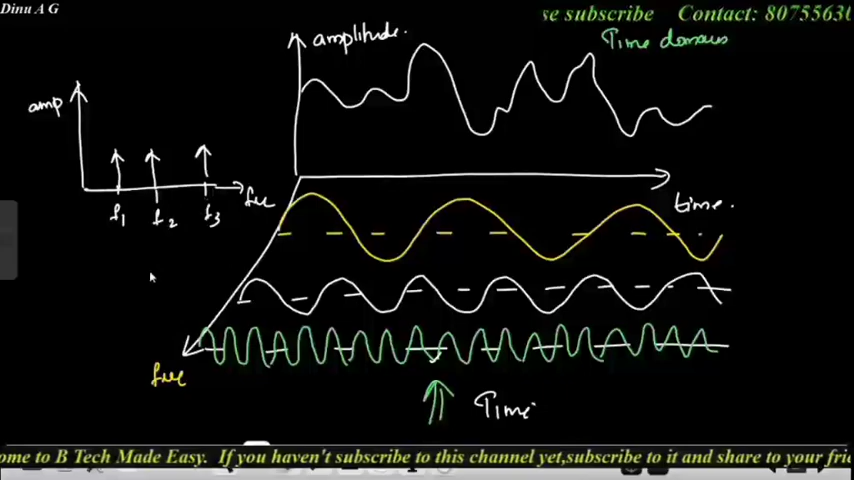 Dinu A G
se subscribe Contact: 80755630
amplitude.
Time domain
amp
f1 f2 f3
fre
time.
fre
Time
ome to B Tech Made Easy. If you haven't subscribe to this channel yet,subscribe to it and share to your frie